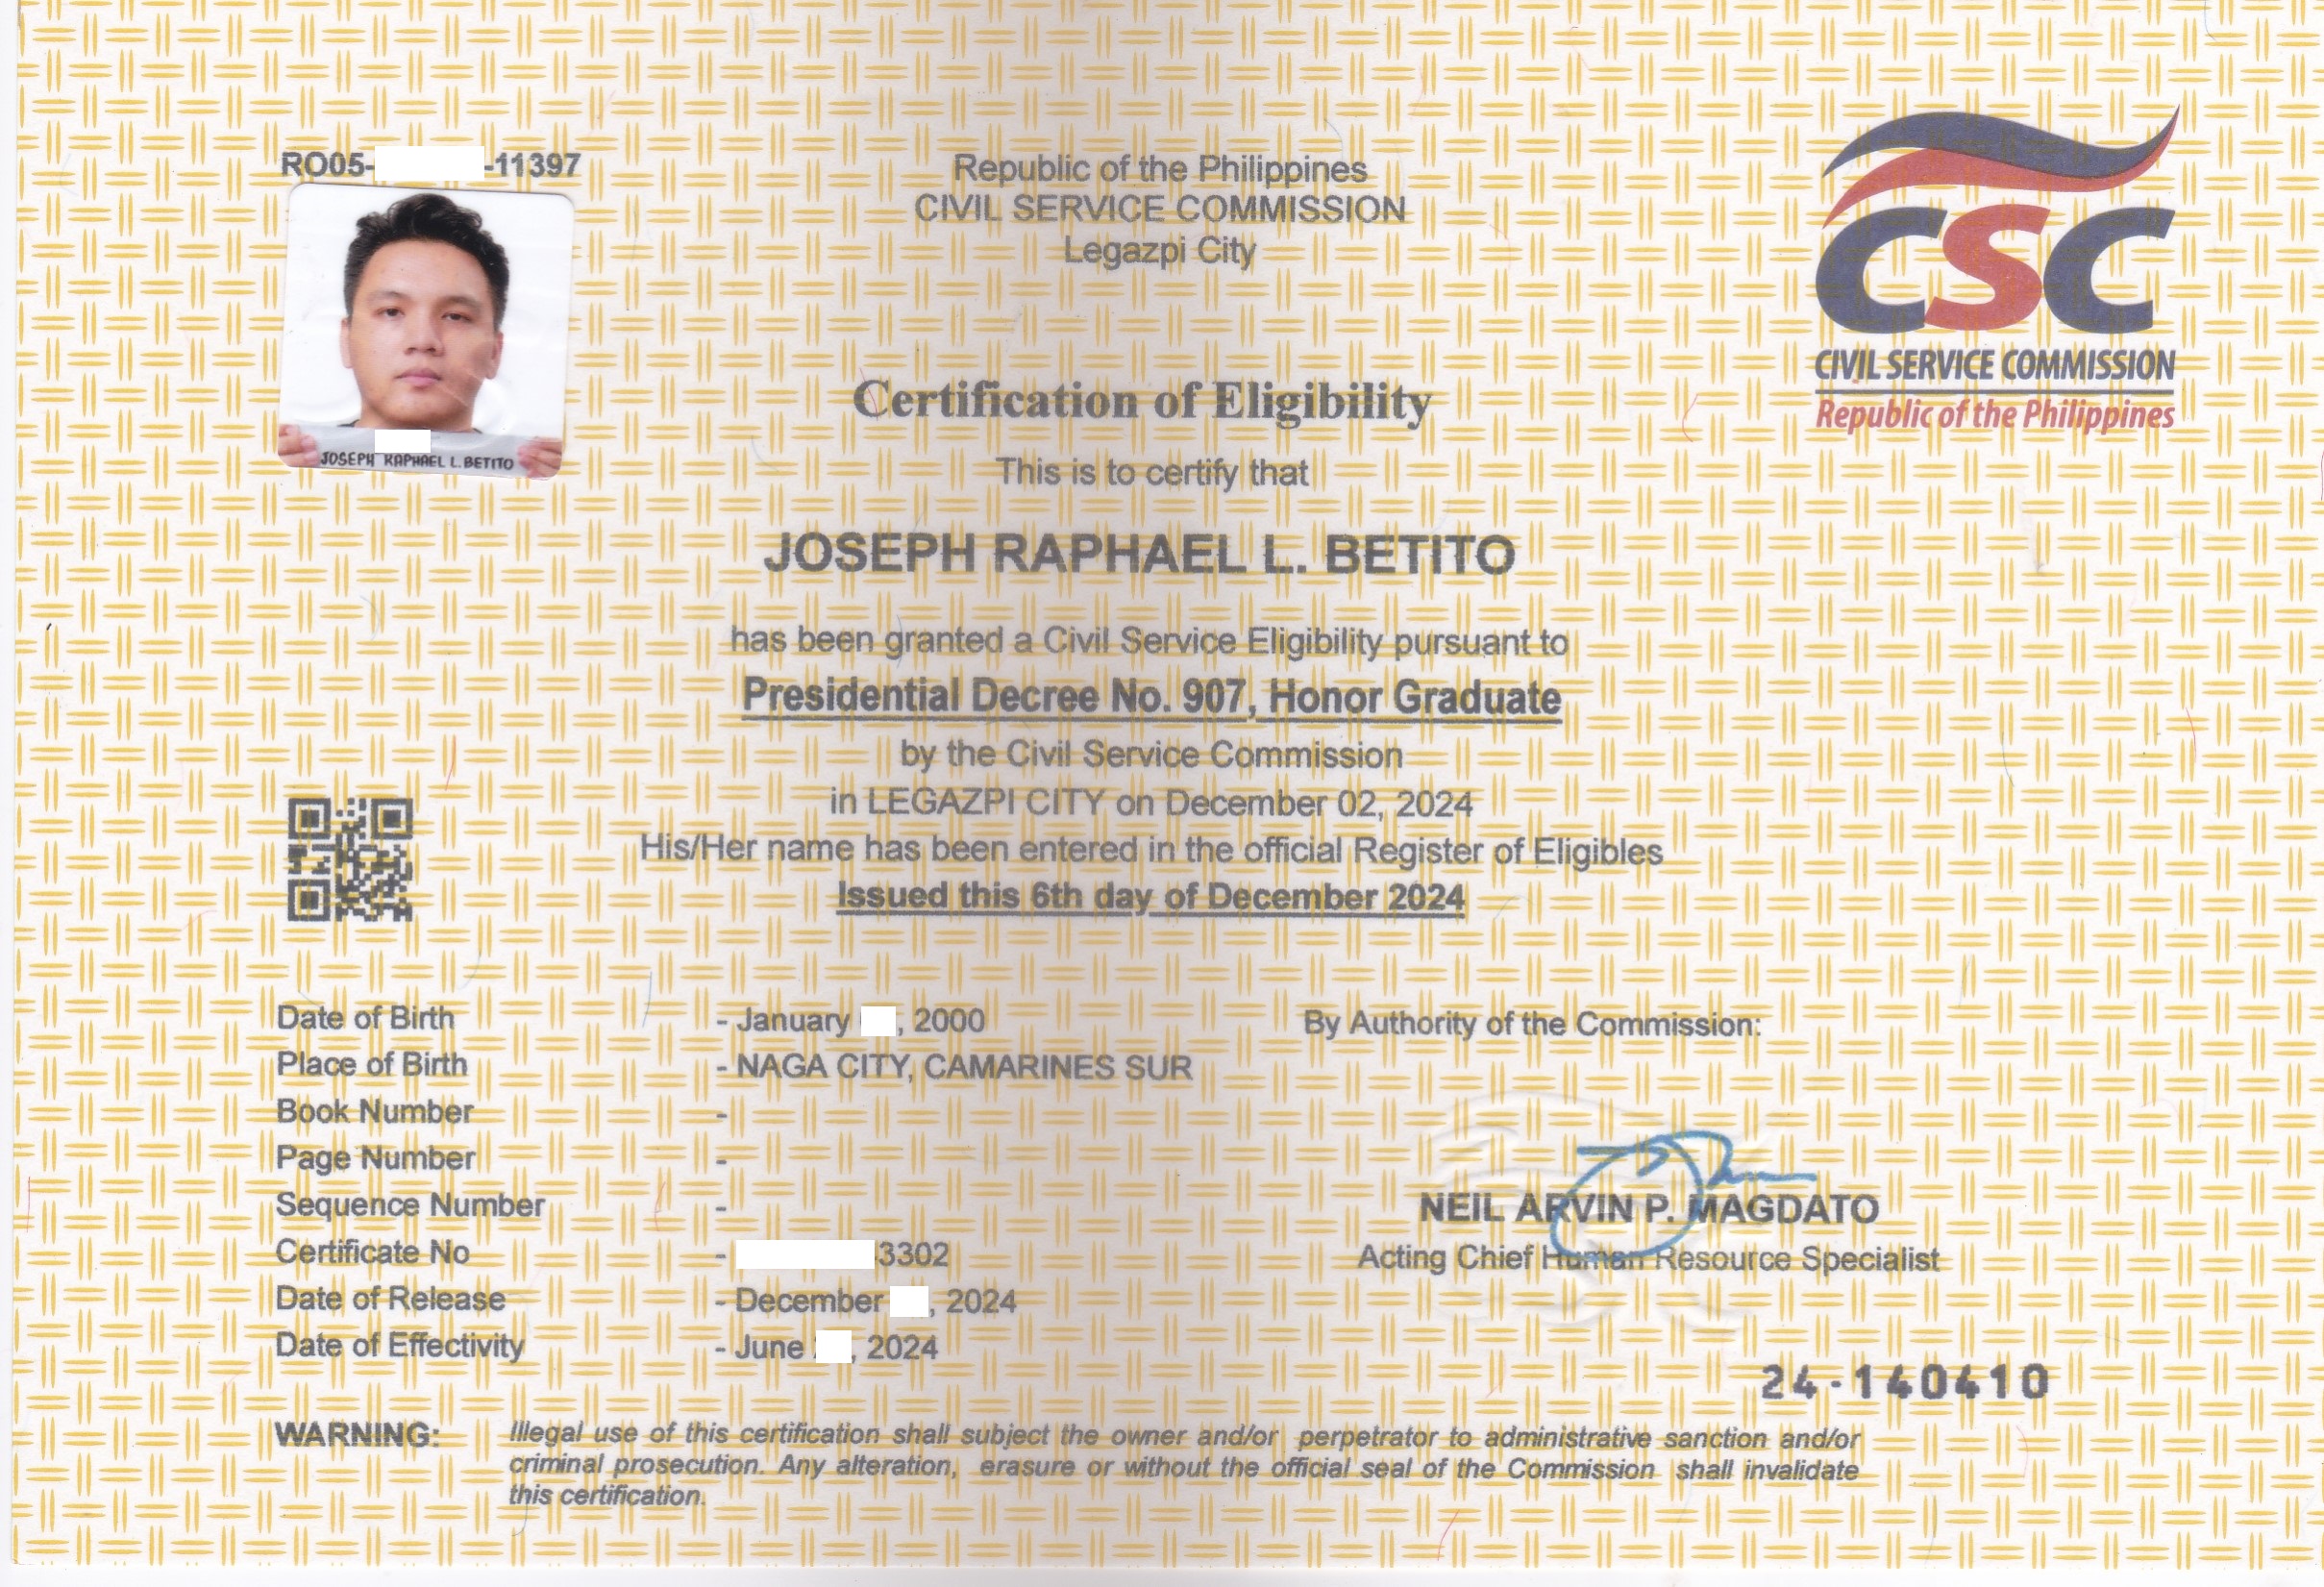 RO05- -11397
JOSEPH RAPHAEL L. BETITO
Republic of the Philippines
CIVIL SERVICE COMMISSION
Legazpi City
CSC
CIVIL SERVICE COMMISSION
Republic of the Philippines
Certification of Eligibility
This is to certify that
JOSEPH RAPHAEL L. BETITO
has been granted a Civil Service Eligibility pursuant to
Presidential Decree No. 907, Honor Graduate
by the Civil Service Commission
in LEGAZPI CITY on December 02, 2024
His/Her name has been entered in the official Register of Eligibles
Issued this 6th day of December 2024
Date of Birth - January , 2000
Place of Birth - NAGA CITY, CAMARINES SUR
Book Number -
Page Number -
Sequence Number -
Certificate No - 3302
Date of Release - December , 2024
Date of Effectivity - June , 2024
By Authority of the Commission:
NEIL ARVIN P. MAGDATO
Acting Chief Human Resource Specialist
24-140410
WARNING: Illegal use of this certification shall subject the owner and/or perpetrator to administrative sanction and/or
criminal prosecution. Any alteration, erasure or without the official seal of the Commission shall invalidate
this certification.